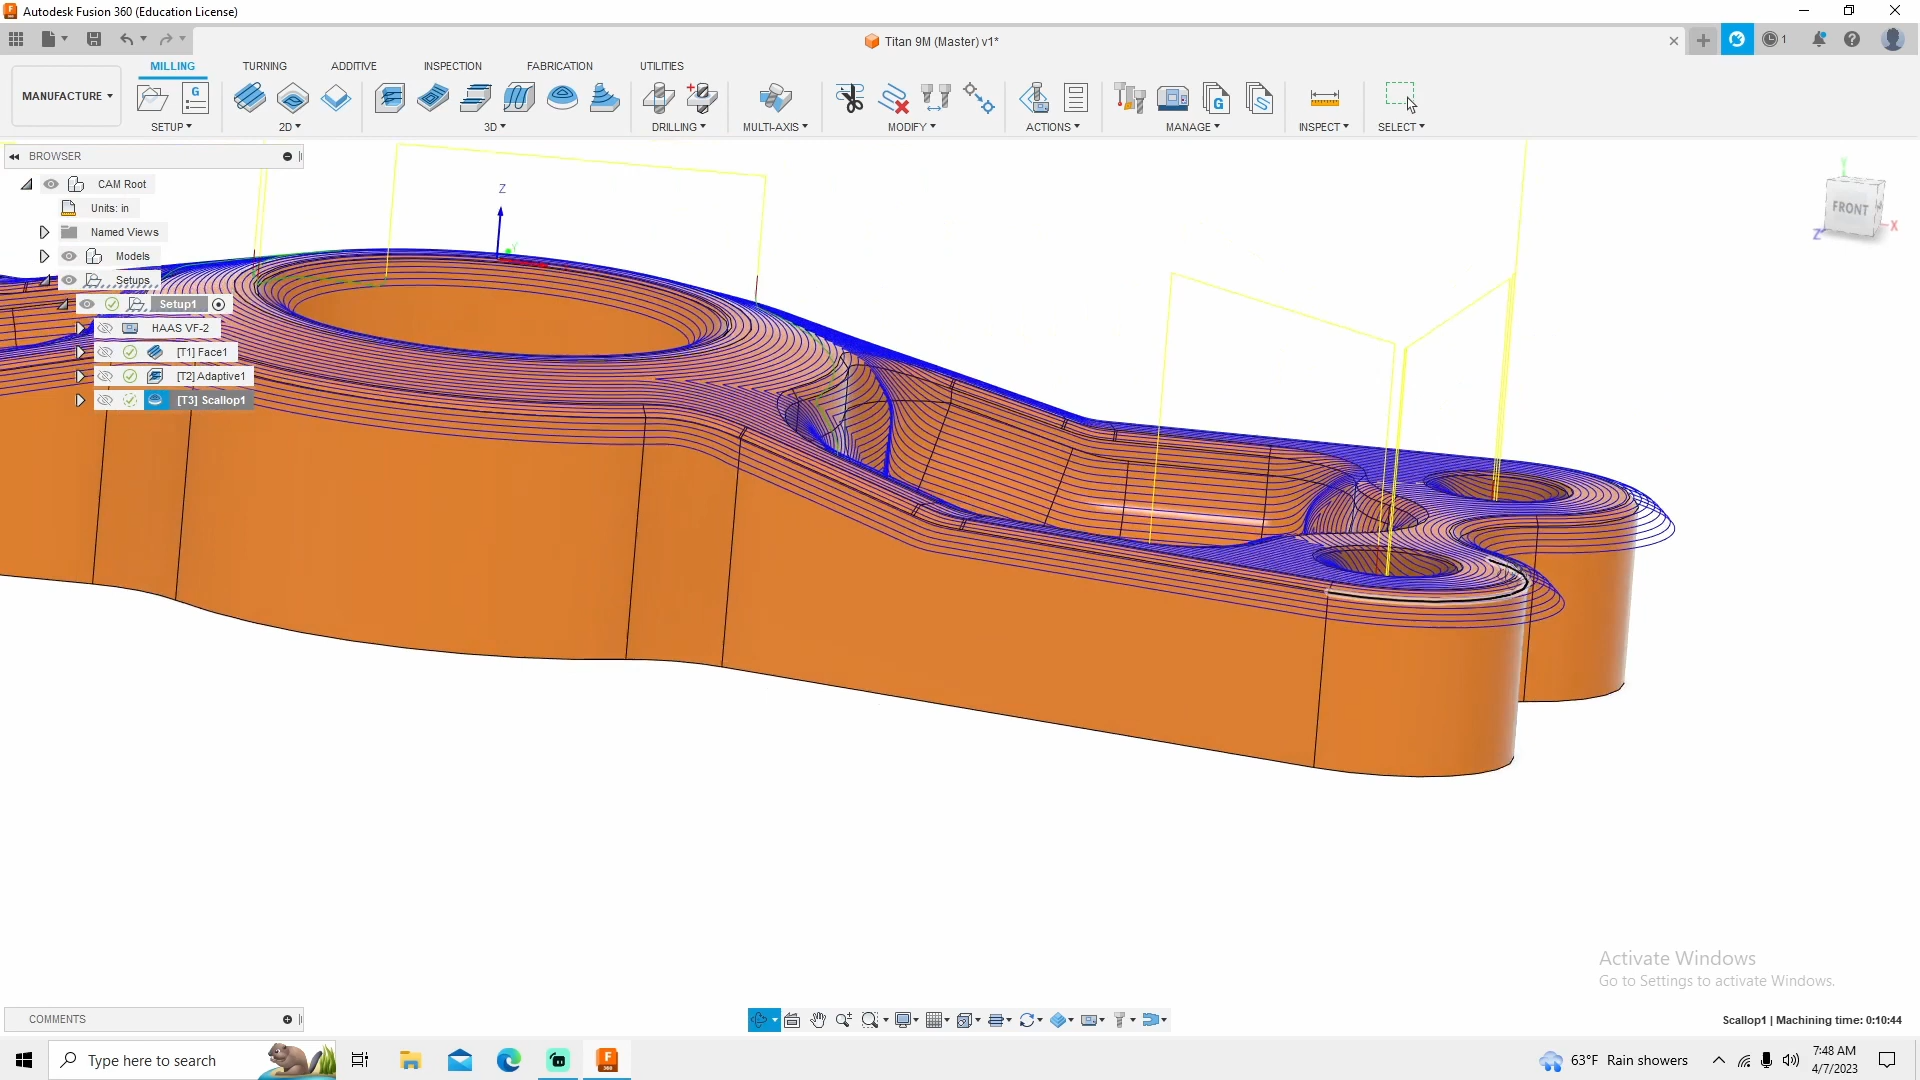 Autodesk Fusion 360 (Education License)
Titan 9M (Master) v1*
1
MILLING TURNING ADDITIVE INSPECTION FABRICATION UTILITIES
MANUFACTURE
G
G
SETUP 2D 3D DRILLING MULTI-AXIS MODIFY ACTIONS MANAGE INSPECT SELECT
BROWSER
CAM Root
Units: in
Named Views
Models
Setups
Setup1
HAAS VF-2
[T1] Face1
[T2] Adaptive1
[T3] Scallop1
Z
Y
Y
FRONT
X
Z
Activate Windows
Go to Settings to activate Windows.
COMMENTS
Scallop1 | Machining time: 0:10:44
Type here to search
F
360
63°F Rain showers
7:48 AM
4/7/2023